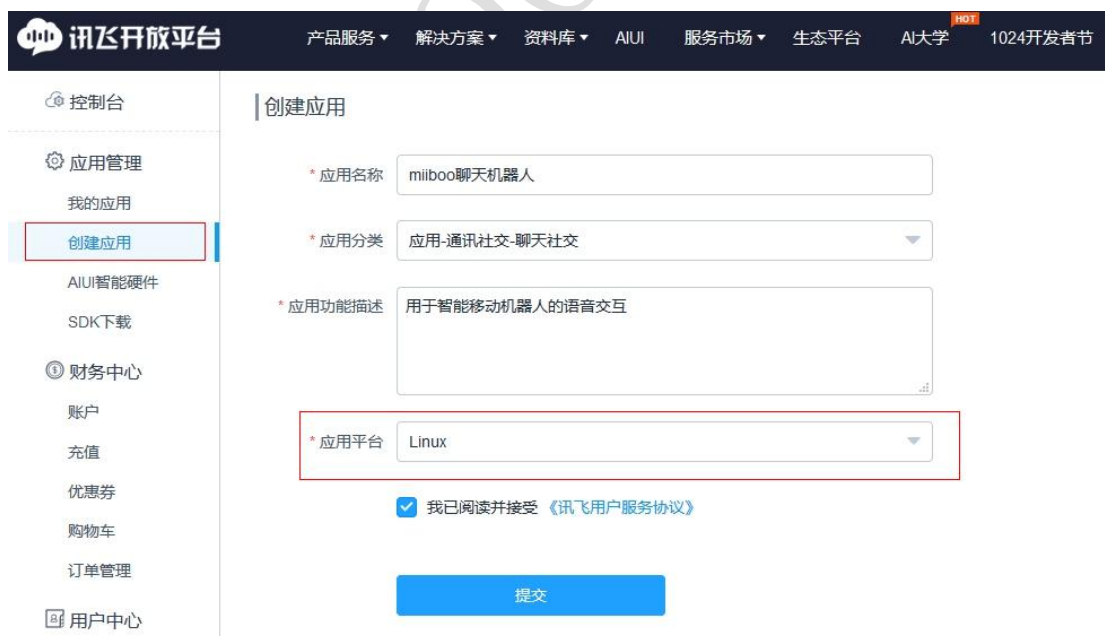 讯飞开放平台 产品服务 解决方案 资料库 AIUI 服务市场 生态平台 AI大学 HOT 1024开发者节
控制台
应用管理
我的应用
创建应用
AIUI智能硬件
SDK下载
财务中心
账户
充值
优惠券
购物车
订单管理
用户中心
创建应用
* 应用名称 miiboo聊天机器人
* 应用分类 应用-通讯社交-聊天社交
* 应用功能描述 用于智能移动机器人的语音交互
* 应用平台 Linux
我已阅读并接受 《讯飞用户服务协议》
提交